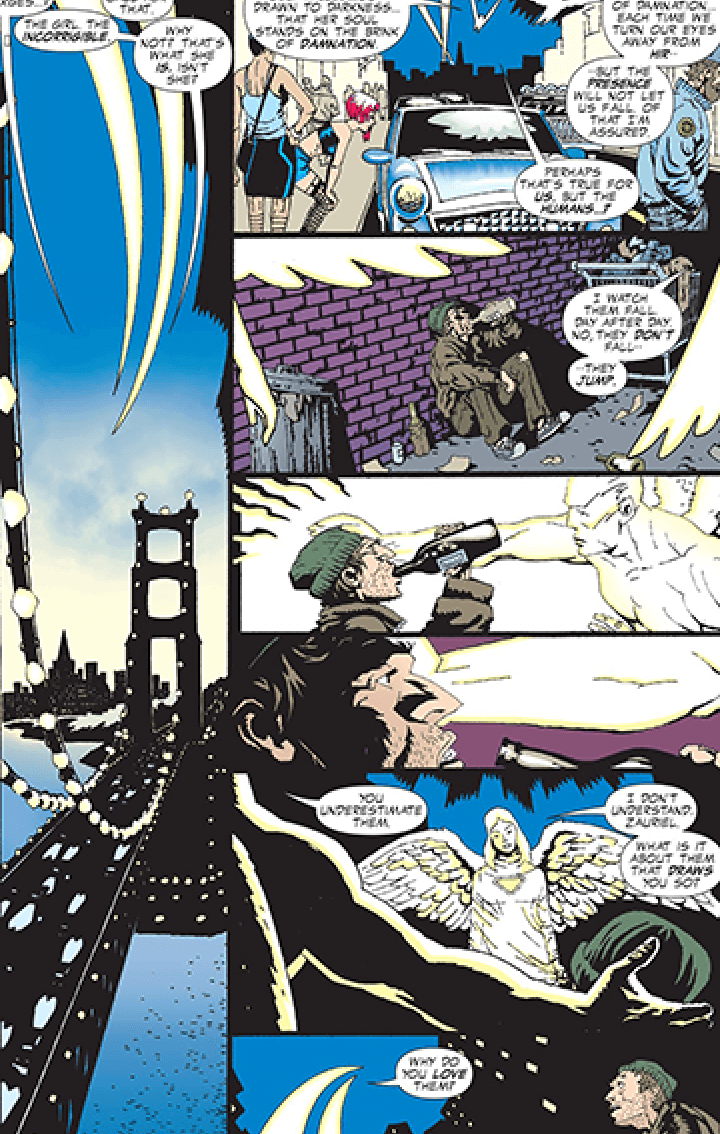 THAT.
THE GIRL. THE
INCORRIGIBLE.
WHY
NOT? THAT'S
WHAT SHE
IS, ISN'T
SHE?
DRAWN TO DARKNESS...
THAT HER SOUL
STANDS ON THE BRINK
OF DAMNATION.
OF DAMNATION.
EACH TIME WE
TURN OUR EYES
AWAY FROM
HER--
--BUT THE
PRESENCE
WILL NOT LET
US FALL. OF
THAT I'M
ASSURED.
PERHAPS
THAT'S TRUE FOR
US, BUT THE
HUMANS...?
I WATCH
THEM FALL.
DAY AFTER DAY.
NO, THEY DON'T
FALL--
--THEY
JUMP.
YOU
UNDERESTIMATE
THEM.
I DON'T
UNDERSTAND,
ZAURIEL.
WHAT IS IT
ABOUT THEM
THAT DRAWS
YOU SO?
WHY DO
YOU LOVE
THEM?